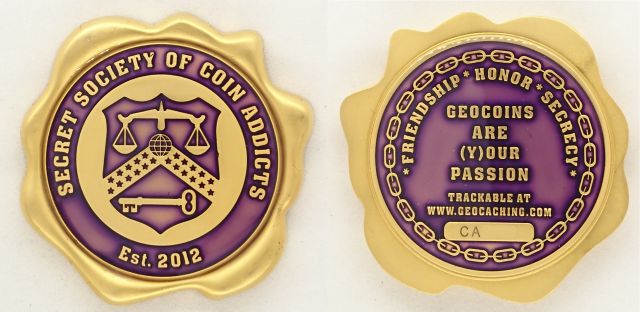 SECRET SOCIETY OF COIN ADDICTS
Est. 2012
*FRIENDSHIP*HONOR*SECRECY*
GEOCOINS
ARE
(Y)OUR
PASSION
TRACKABLE AT
WWW.GEOCACHING.COM
CA